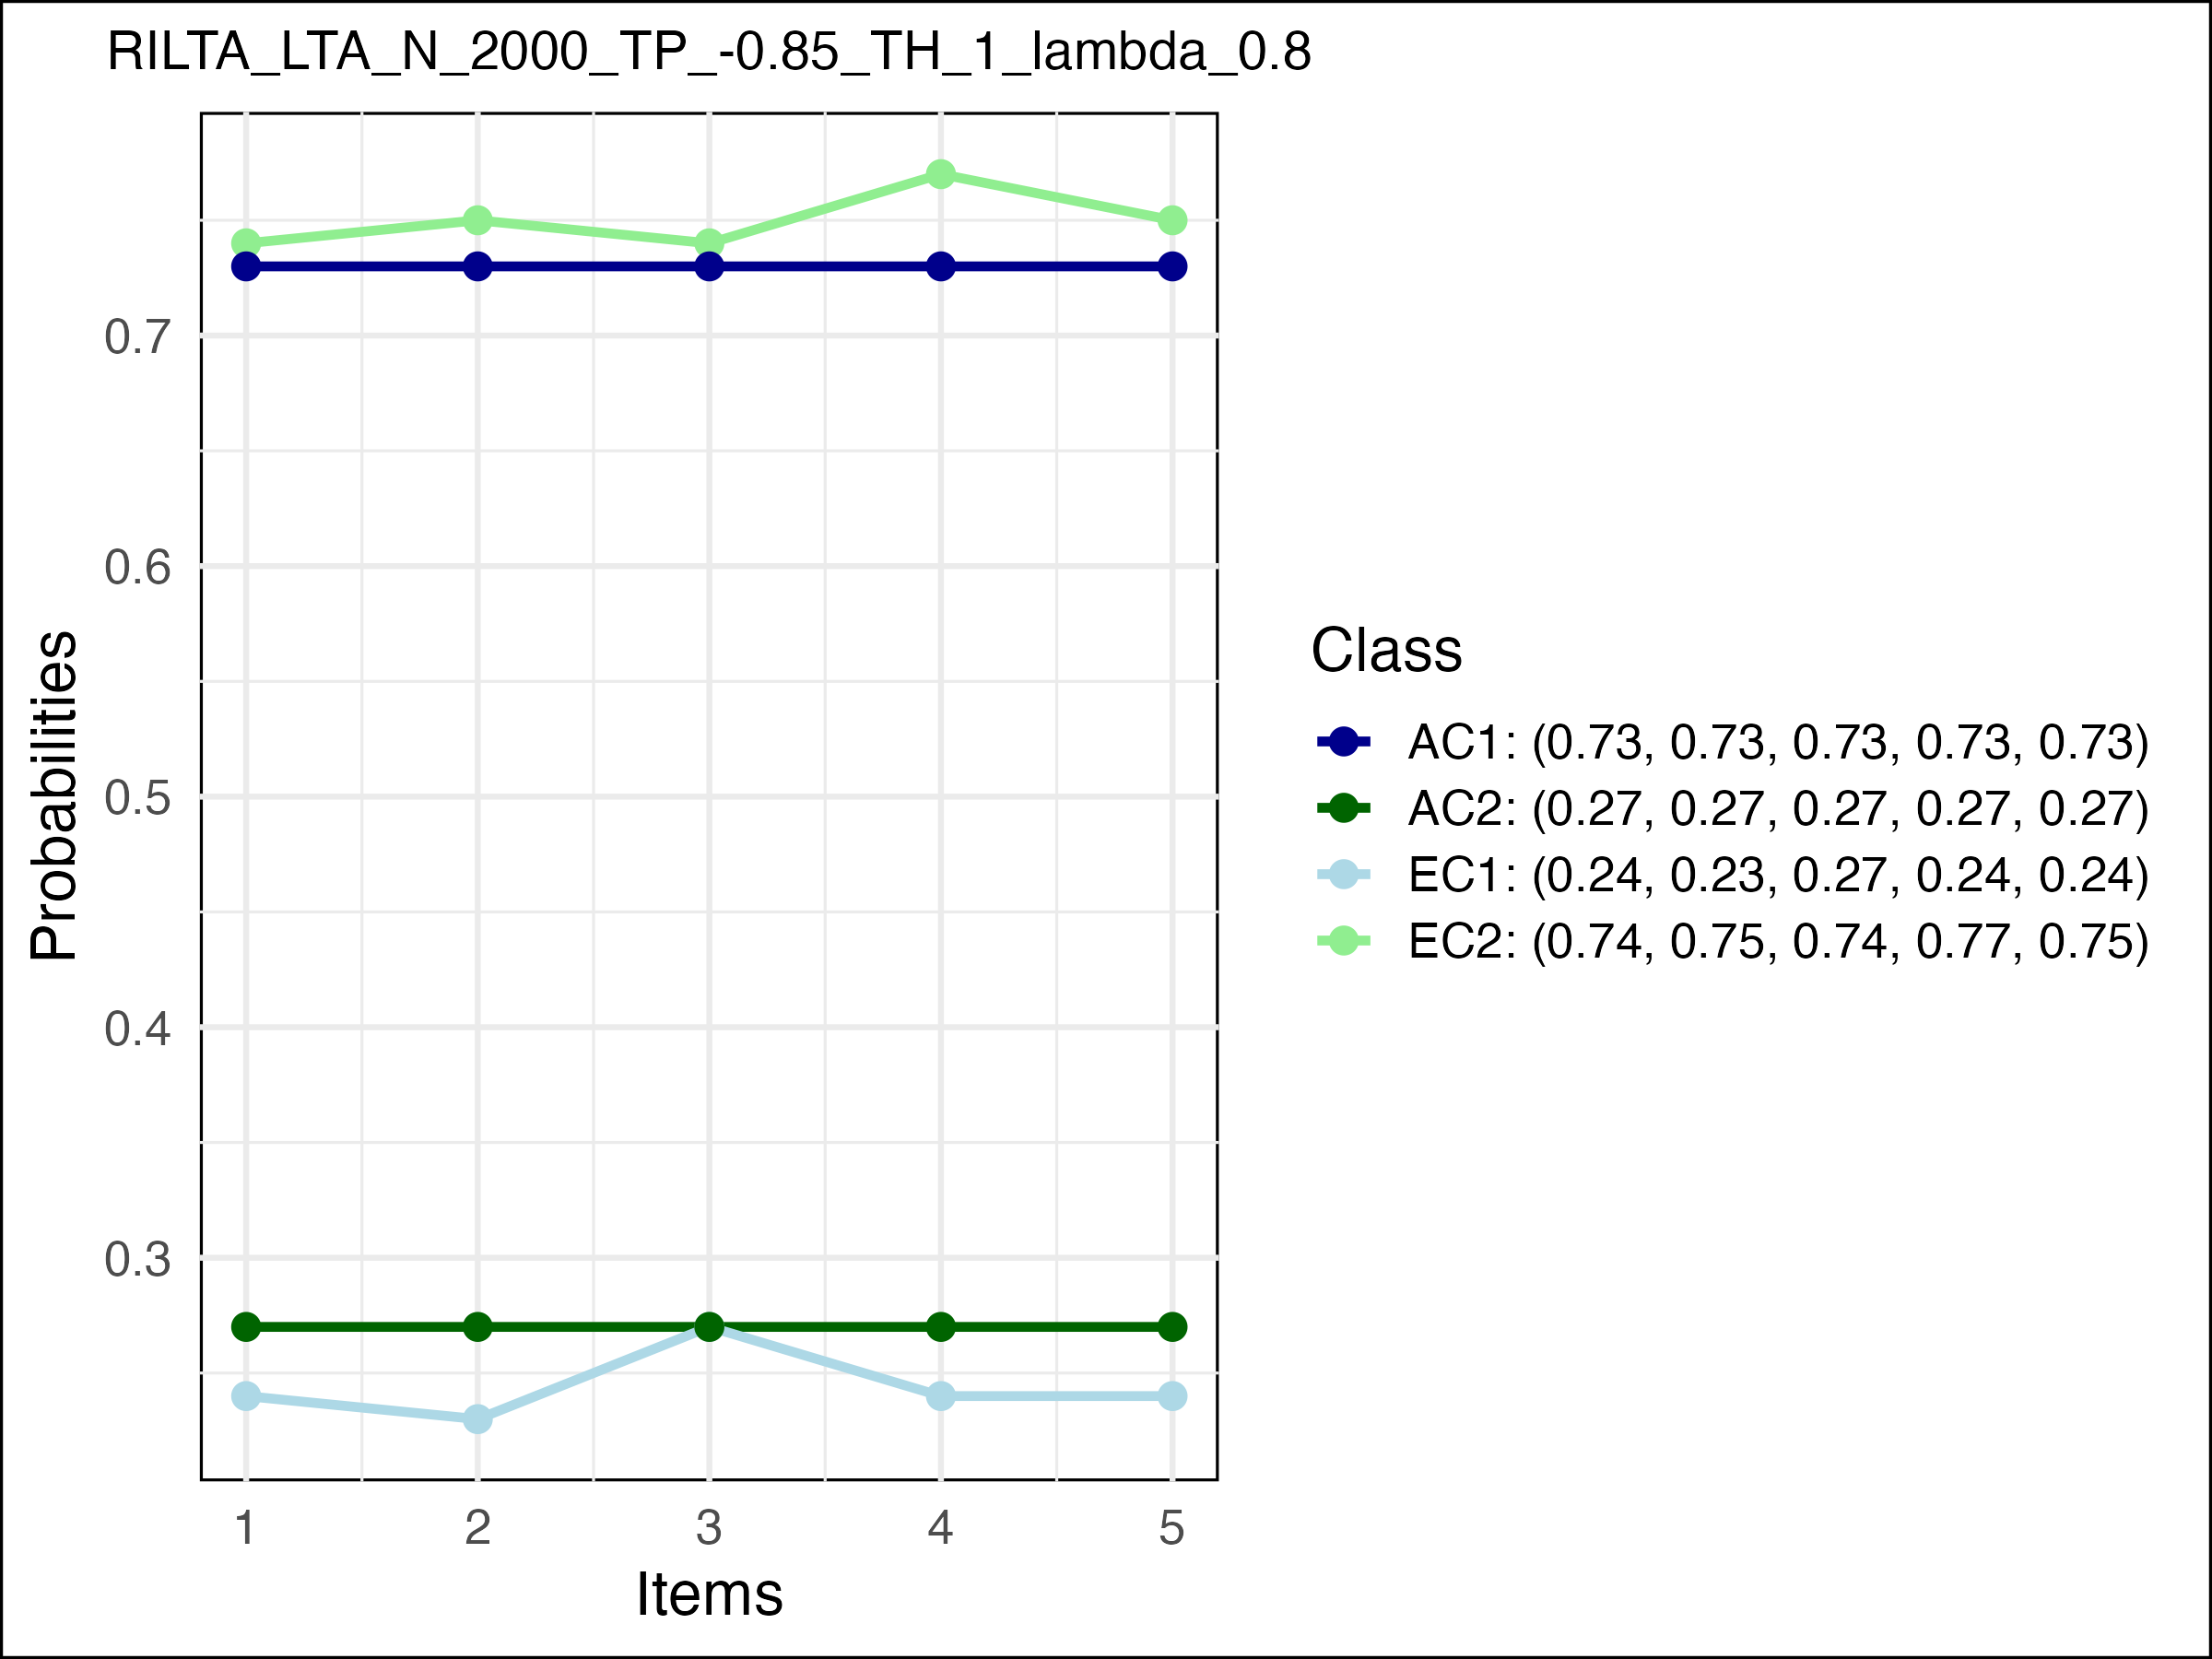 RILTA_LTA_N_2000_TP_-0.85_TH_1_lambda_0.8
Probabilities
0.7
0.6
0.5
0.4
0.3
1 2 3 4 5
Items
Class
AC1: (0.73, 0.73, 0.73, 0.73, 0.73)
AC2: (0.27, 0.27, 0.27, 0.27, 0.27)
EC1: (0.24, 0.23, 0.27, 0.24, 0.24)
EC2: (0.74, 0.75, 0.74, 0.77, 0.75)